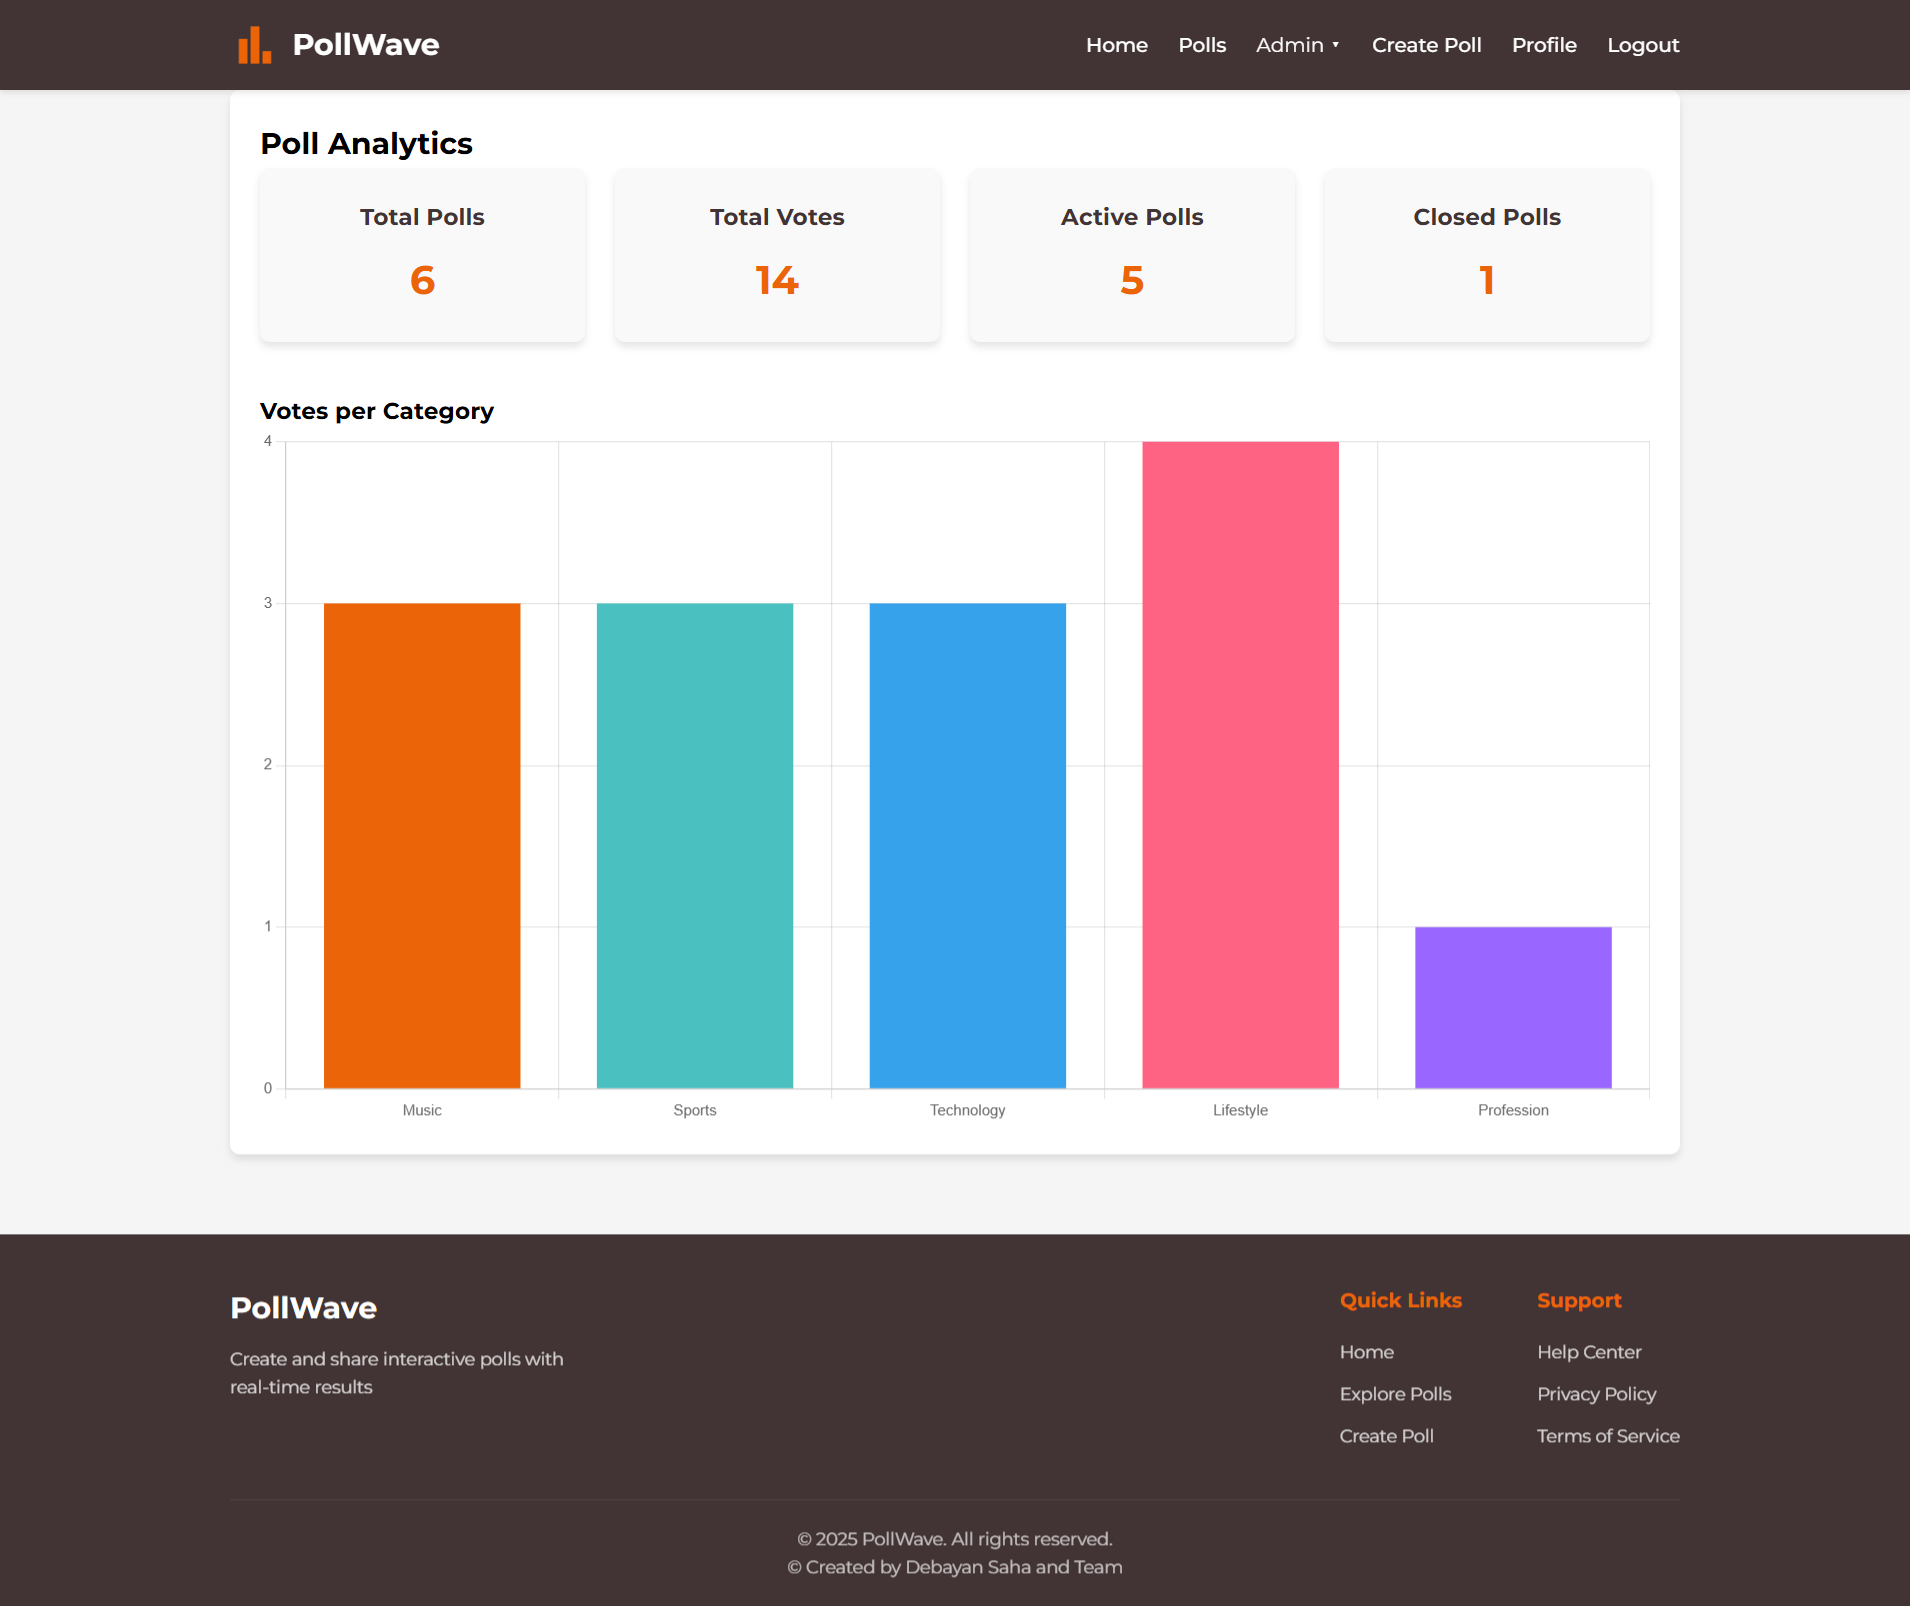 PollWave
Home Polls Admin ▾ Create Poll Profile Logout
Poll Analytics
Total Polls
6
Total Votes
14
Active Polls
5
Closed Polls
1
Votes per Category
4
3
2
1
0
Music Sports Technology Lifestyle Profession
PollWave
Create and share interactive polls with
real-time results
Quick Links
Home
Explore Polls
Create Poll
Support
Help Center
Privacy Policy
Terms of Service
© 2025 PollWave. All rights reserved.
© Created by Debayan Saha and Team